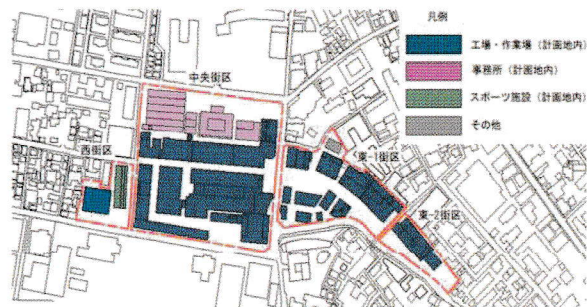 凡例
工場・作業場（計画地内）
事務所（計画地内）
スポーツ施設（計画地内）
その他
中央街区
西街区
東-1街区
東-2街区